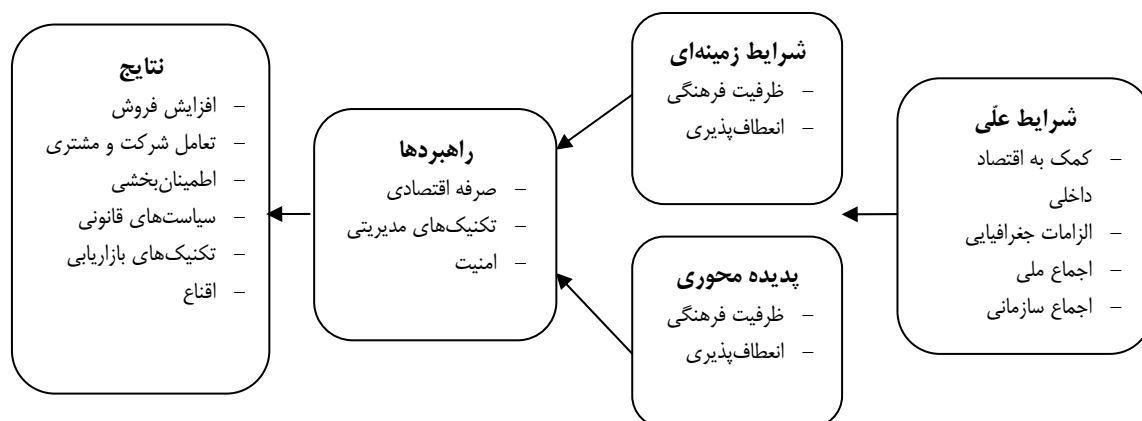 شرایط علّی
– کمک به اقتصاد
داخلی
– الزامات جغرافیایی
– اجماع ملی
– اجماع سازمانی
شرایط زمینه‌ای
– ظرفیت فرهنگی
– انعطاف‌پذیری
پدیده محوری
– ظرفیت فرهنگی
– انعطاف‌پذیری
راهبردها
– صرفه اقتصادی
– تکنیک‌های مدیریتی
– امنیت
نتایج
– افزایش فروش
– تعامل شرکت و مشتری
– اطمینان‌بخشی
– سیاست‌های قانونی
– تکنیک‌های بازاریابی
– اقناع